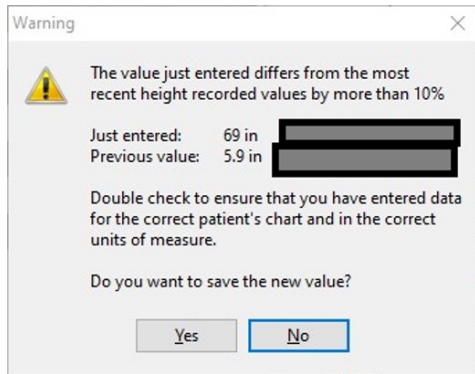 Warning
The value just entered differs from the most
recent height recorded values by more than 10%
Just entered: 69 in
Previous value: 5.9 in
Double check to ensure that you have entered data
for the correct patient's chart and in the correct
units of measure.
Do you want to save the new value?
Yes No